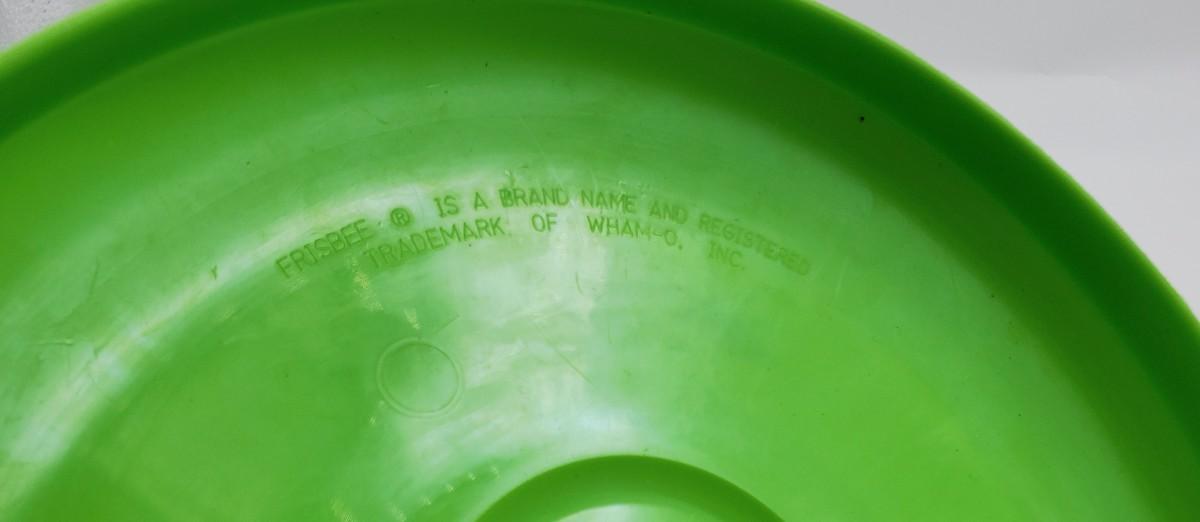 FRISBEE ® IS A BRAND NAME AND REGISTERED
TRADEMARK OF WHAM-O, INC.